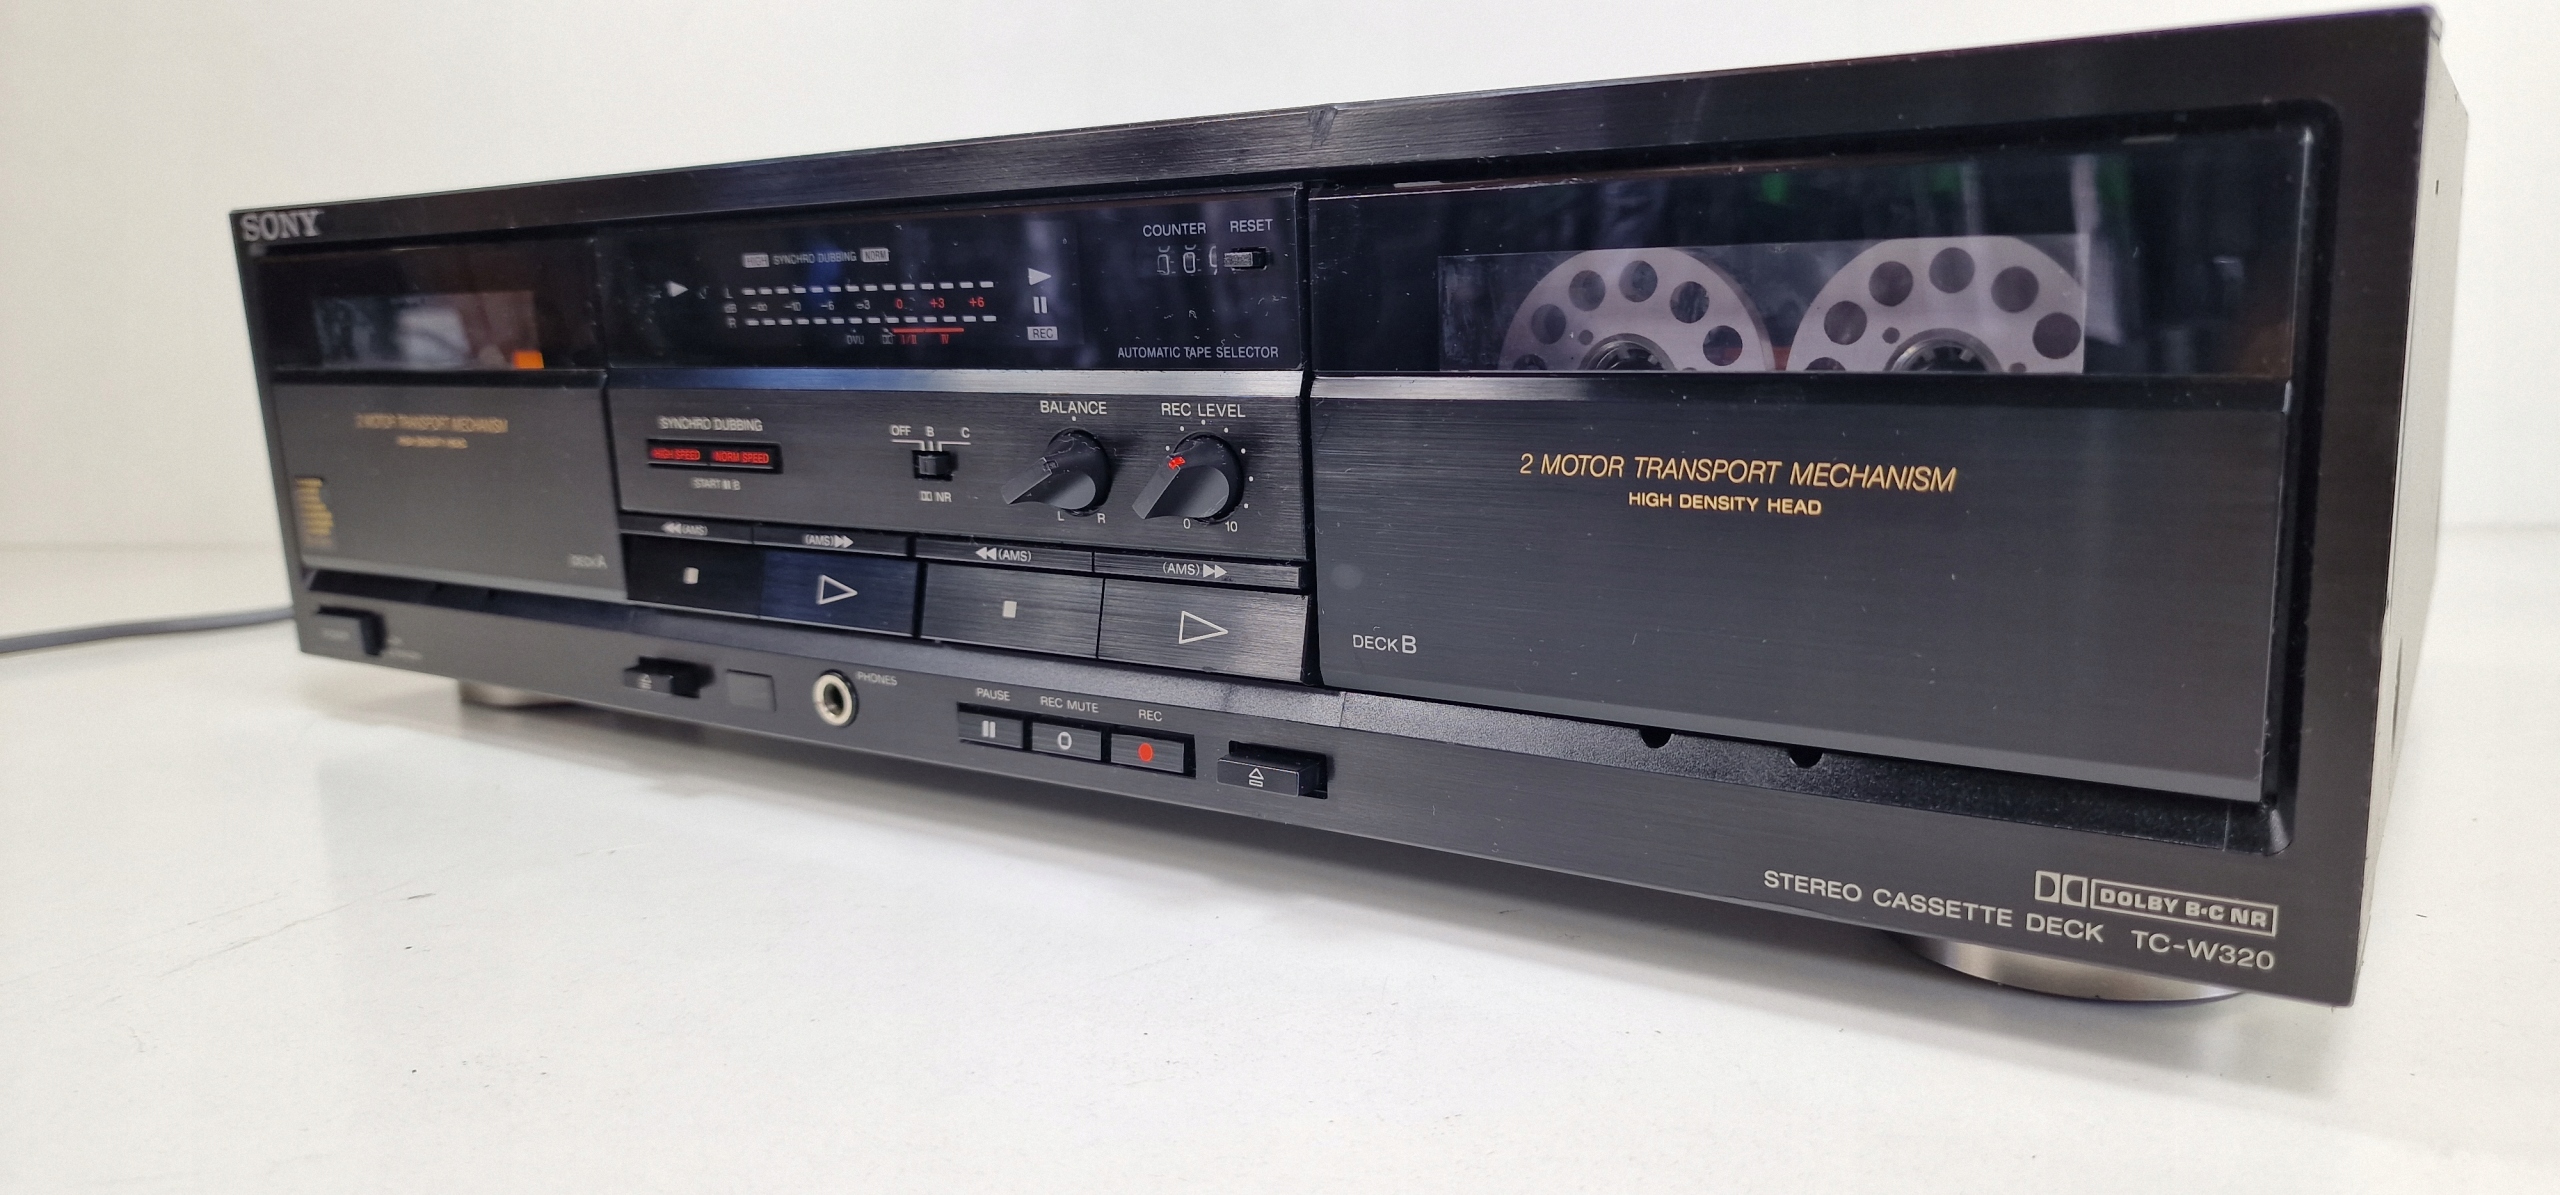 SONY
HIGH SYNCHRO DUBBING NORM
COUNTER RESET
L
dB -∞ -10 -6 -3 0 +3 +6
R
REC
AUTOMATIC TAPE SELECTOR
2 MOTOR TRANSPORT MECHANISM
HIGH DENSITY HEAD
DECK A
SYNCHRO DUBBING
HIGH SPEED NORM SPEED
START B
OFF B C
NR
BALANCE
L R
REC LEVEL
0 10
◀◀(AMS) (AMS)▶▶
◀◀(AMS) (AMS)▶▶
PHONES
PAUSE REC MUTE REC
2 MOTOR TRANSPORT MECHANISM
HIGH DENSITY HEAD
DECK B
DOLBY B·C NR
STEREO CASSETTE DECK TC-W320